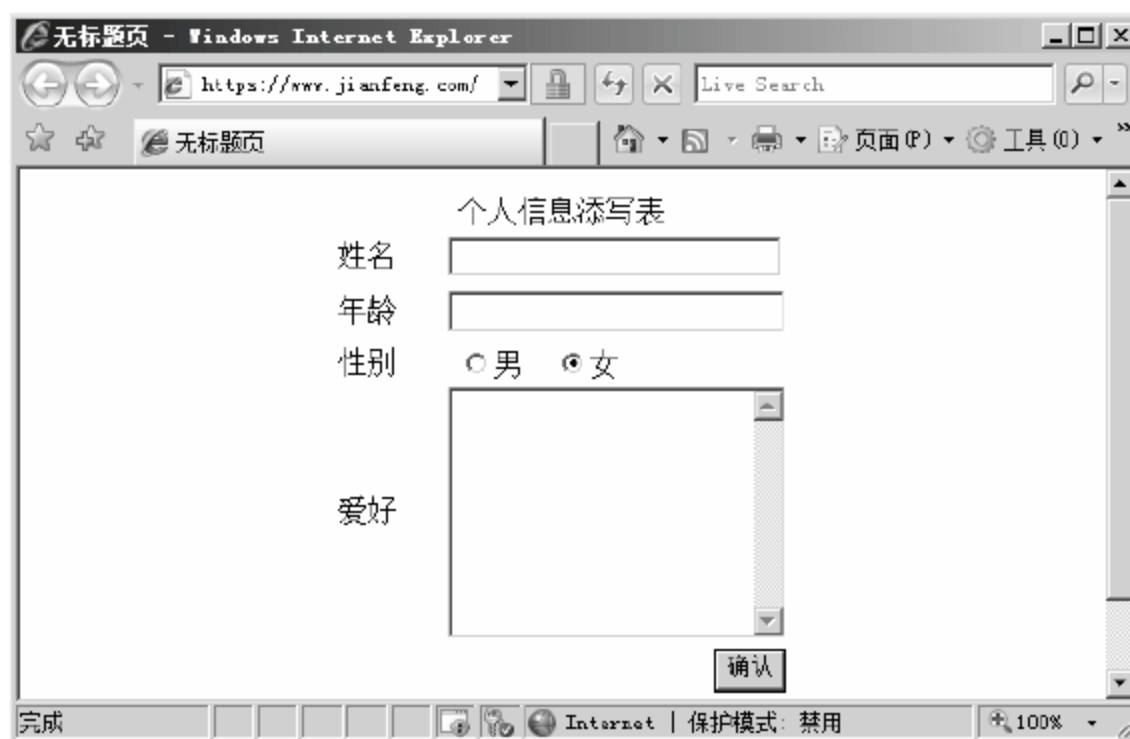 无标题页 - Windows Internet Explorer
https://www.jianfeng.com/
Live Search
无标题页
页面(P)
工具(O)
个人信息添写表
姓名
年龄
性别 男 女
爱好
确认
完成 Internet | 保护模式: 禁用 100%